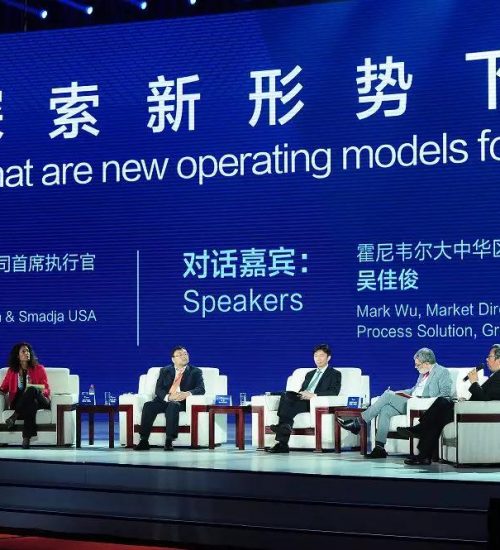 索新形势下
at are new operating models fo
司首席执行官
& Smadja USA
对话嘉宾：
Speakers
霍尼韦尔大中华区
吴佳俊
Mark Wu, Market Dire
Process Solution, Gr